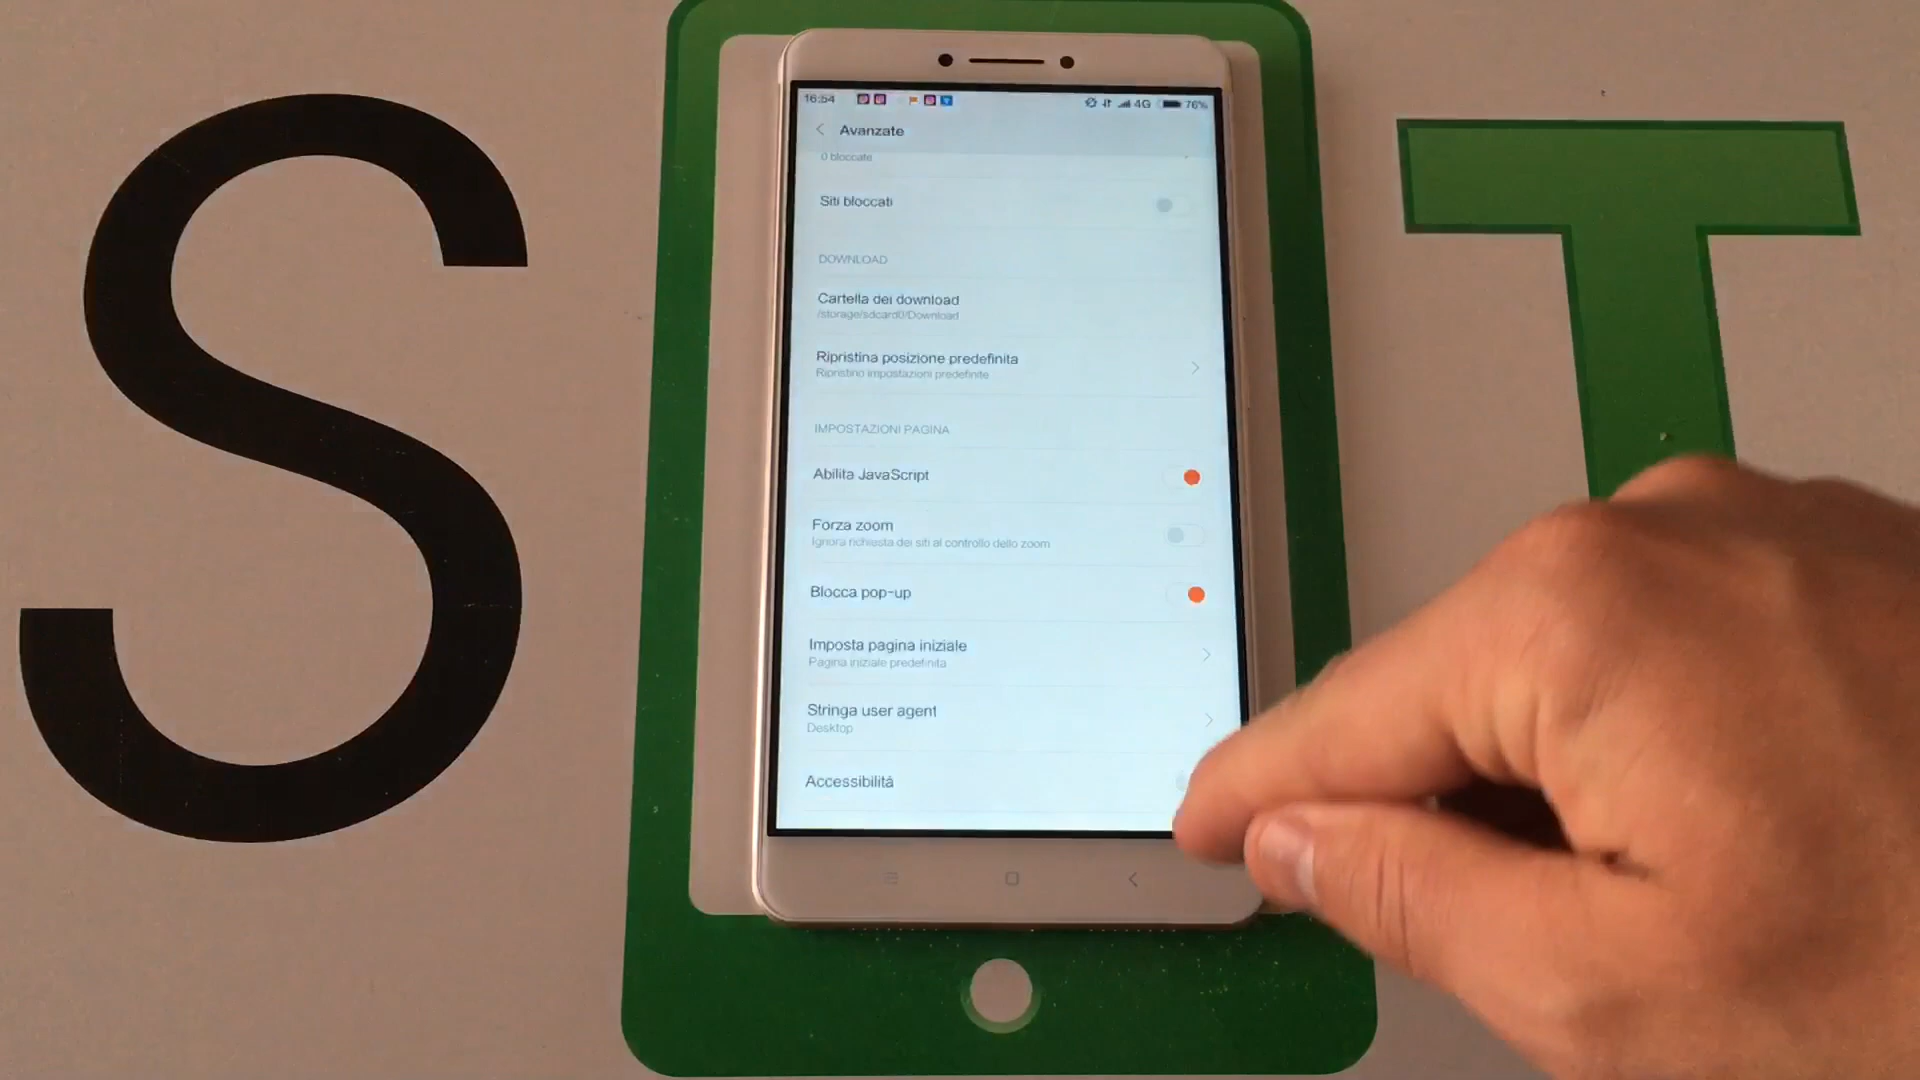 S
T
16:54
4G
76%
Avanzate
0 bloccate
Siti bloccati
DOWNLOAD
Cartella dei download
/storage/sdcard0/Download
Ripristina posizione predefinita
Ripristino impostazioni predefinite
IMPOSTAZIONI PAGINA
Abilita JavaScript
Forza zoom
Ignora richiesta dei siti al controllo dello zoom
Blocca pop-up
Imposta pagina iniziale
Pagina iniziale predefinita
Stringa user agent
Desktop
Accessibilità